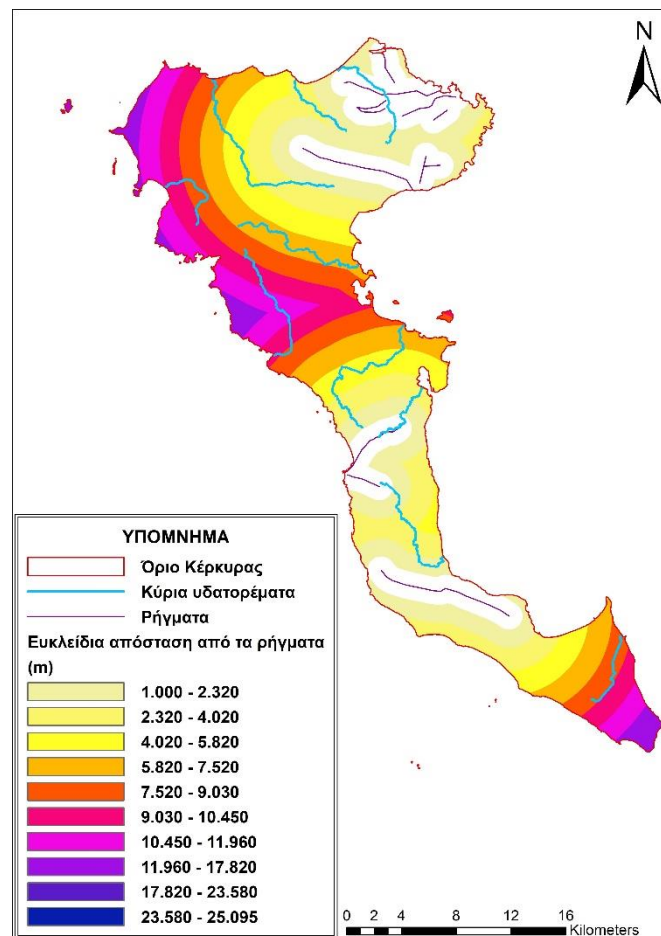 N
ΥΠΟΜΝΗΜΑ
Όριο Κέρκυρας
Κύρια υδατορέματα
Ρήγματα
Ευκλείδια απόσταση από τα ρήγματα
(m)
1.000 - 2.320
2.320 - 4.020
4.020 - 5.820
5.820 - 7.520
7.520 - 9.030
9.030 - 10.450
10.450 - 11.960
11.960 - 17.820
17.820 - 23.580
23.580 - 25.095
0 2 4 8 12 16
Kilometers